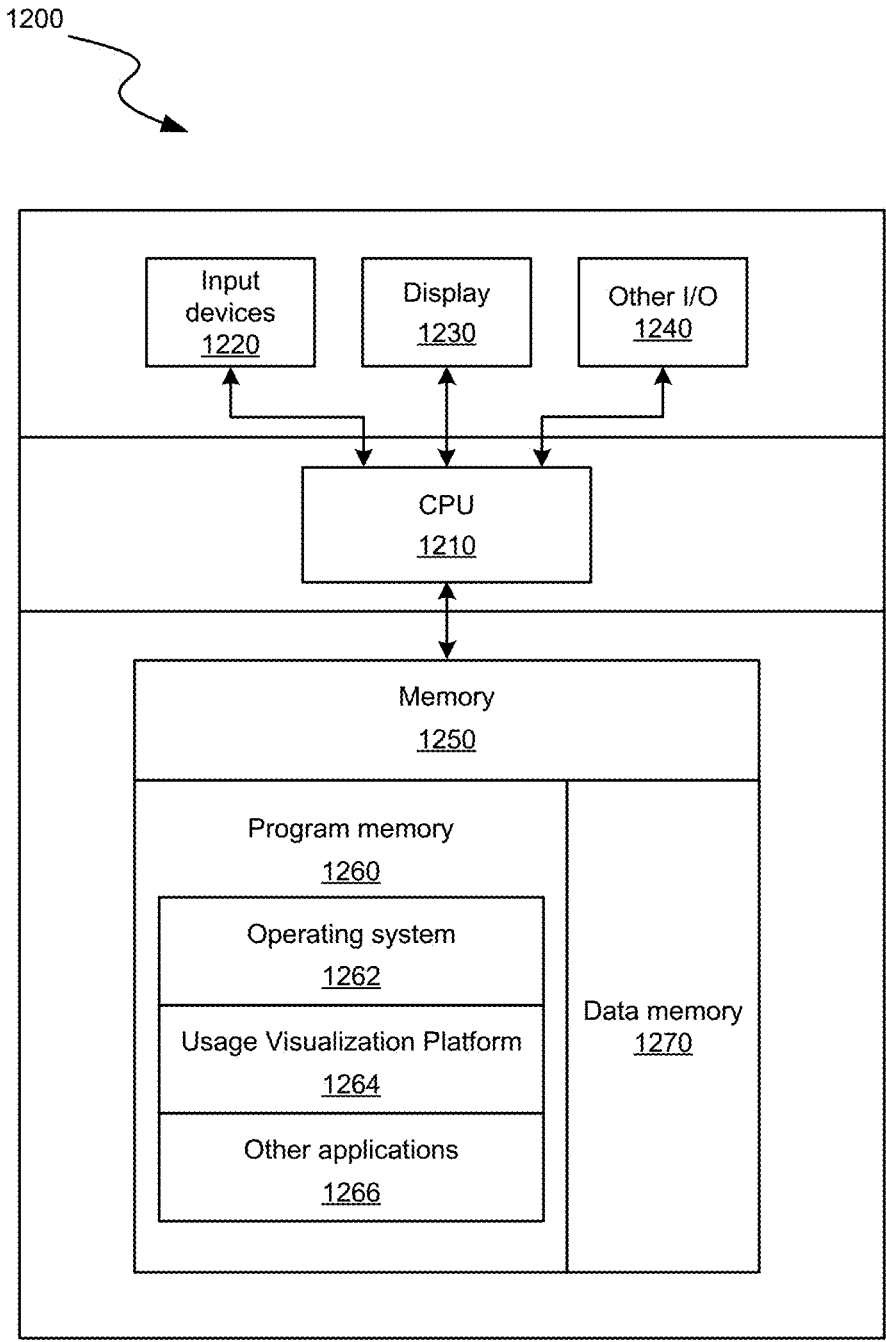 1200
Input
devices
1220
Display
1230
Other I/O
1240
CPU
1210
Memory
1250
Program memory
1260
Operating system
1262
Usage Visualization Platform
1264
Other applications
1266
Data memory
1270